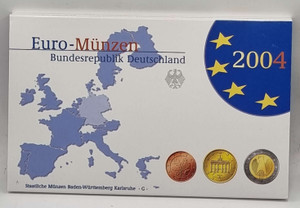 Euro-Münzen
Bundesrepublik Deutschland
2004
Staatliche Münzen Baden-Württemberg Karlsruhe - G -